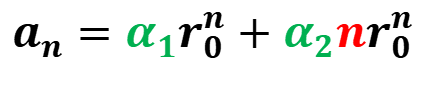 aₙ = α₁r₀ⁿ + α₂nr₀ⁿ